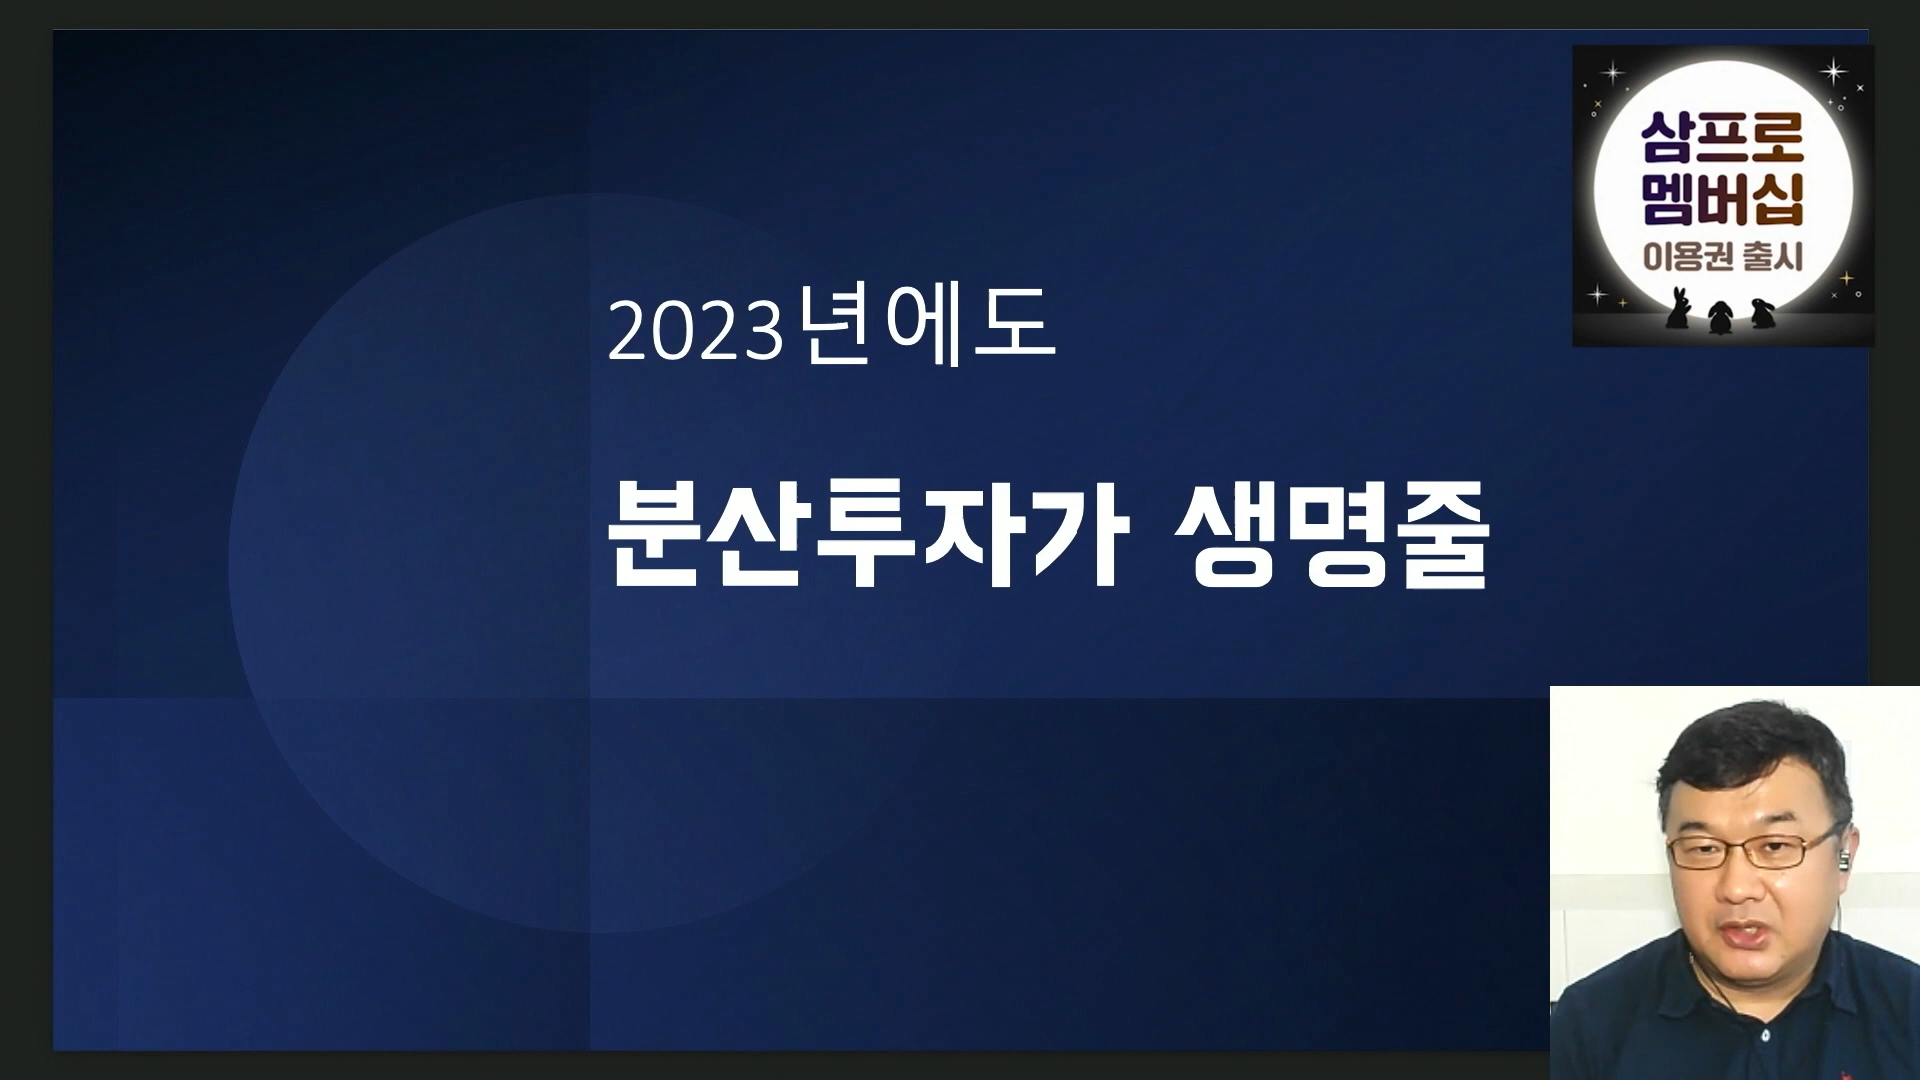 2023년에도
분산투자가 생명줄
삼프로
멤버십
이용권 출시